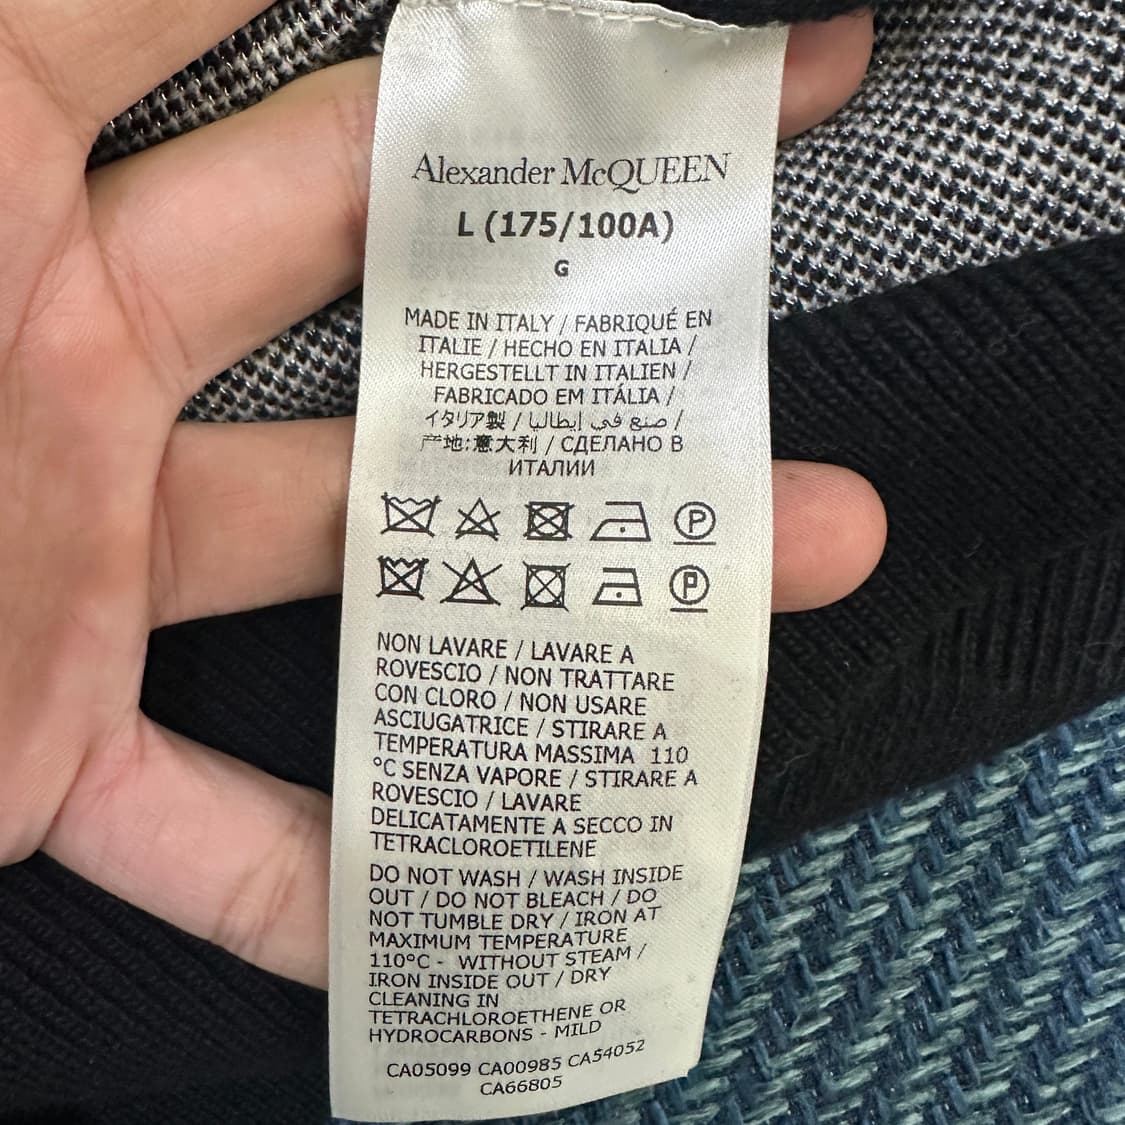 Alexander McQUEEN
L (175/100A)
G
MADE IN ITALY / FABRIQUÉ EN
ITALIE / HECHO EN ITALIA /
HERGESTELLT IN ITALIEN /
FABRICADO EM ITÁLIA /
イタリア製 / صنع في إيطاليا /
产地:意大利 / СДЕЛАНО В
ИТАЛИИ
P
P
NON LAVARE / LAVARE A
ROVESCIO / NON TRATTARE
CON CLORO / NON USARE
ASCIUGATRICE / STIRARE A
TEMPERATURA MASSIMA 110
°C SENZA VAPORE / STIRARE A
ROVESCIO / LAVARE
DELICATAMENTE A SECCO IN
TETRACLOROETILENE
DO NOT WASH / WASH INSIDE
OUT / DO NOT BLEACH / DO
NOT TUMBLE DRY / IRON AT
MAXIMUM TEMPERATURE
110°C - WITHOUT STEAM /
IRON INSIDE OUT / DRY
CLEANING IN
TETRACHLOROETHENE OR
HYDROCARBONS - MILD
CA05099 CA00985 CA54052
CA66805